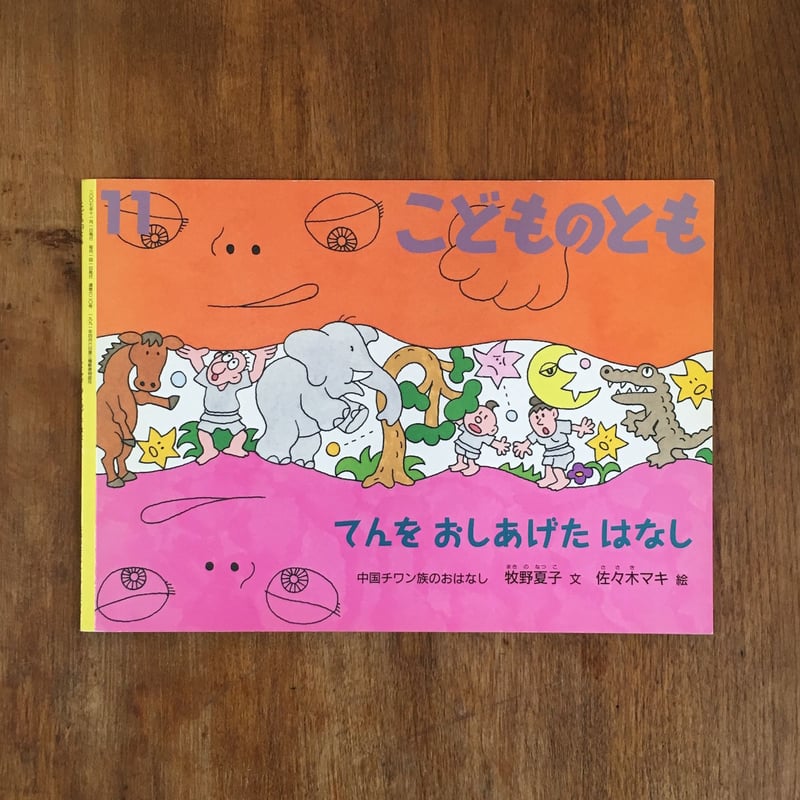 11
こどものとも
てんを おしあげた はなし
中国チワン族のおはなし 牧野夏子 文 佐々木マキ 絵